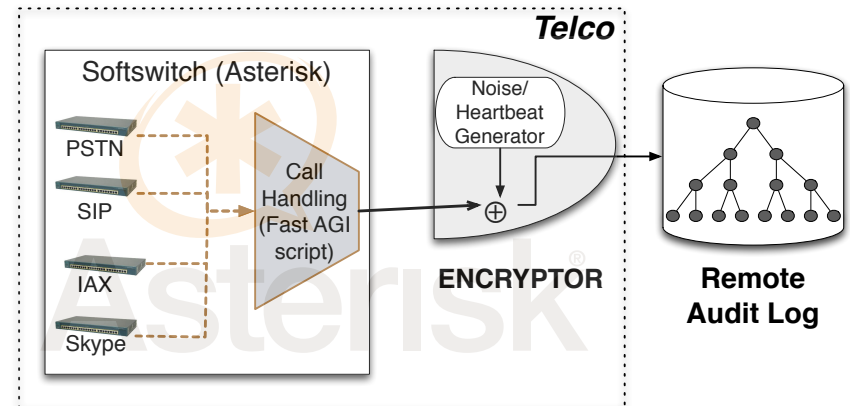 Telco
Softswitch (Asterisk)
PSTN
SIP
IAX
Skype
Call
Handling
(Fast AGI
script)
Noise/
Heartbeat
Generator
ENCRYPTOR
Remote
Audit Log
Asterisk®